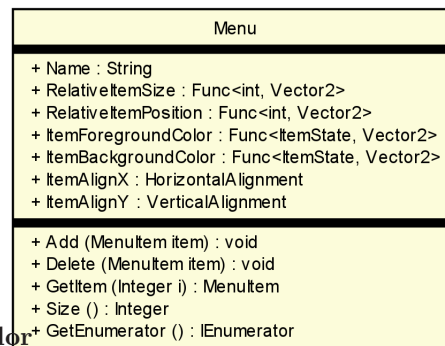 Menu
+ Name : String
+ RelativeItemSize : Func<int, Vector2>
+ RelativeItemPosition : Func<int, Vector2>
+ ItemForegroundColor : Func<ItemState, Vector2>
+ ItemBackgroundColor : Func<ItemState, Vector2>
+ ItemAlignX : HorizontalAlignment
+ ItemAlignY : VerticalAlignment
+ Add (MenuItem item) : void
+ Delete (MenuItem item) : void
+ GetItem (Integer i) : MenuItem
+ Size () : Integer
+ GetEnumerator () : IEnumerator